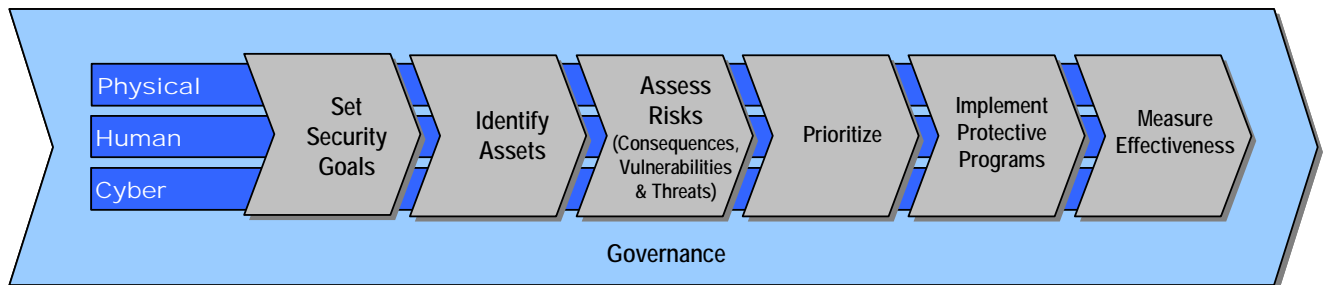 Physical
Human
Cyber
Set
Security
Goals
Identify
Assets
Assess
Risks
(Consequences,
Vulnerabilities
& Threats)
Prioritize
Implement
Protective
Programs
Measure
Effectiveness
Governance